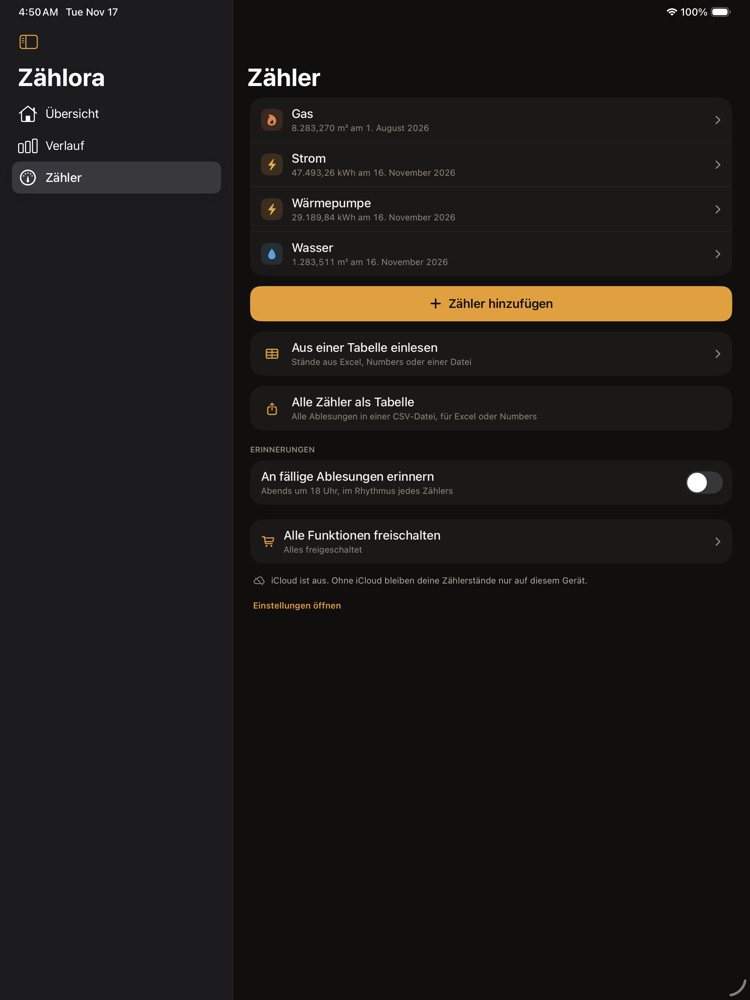 4:50 AM Tue Nov 17
100%
Zählora
Übersicht
Verlauf
Zähler
Zähler
Gas
8.283,270 m³ am 1. August 2026
Strom
47.493,26 kWh am 16. November 2026
Wärmepumpe
29.189,84 kWh am 16. November 2026
Wasser
1.283,511 m³ am 16. November 2026
Zähler hinzufügen
Aus einer Tabelle einlesen
Stände aus Excel, Numbers oder einer Datei
Alle Zähler als Tabelle
Alle Ablesungen in einer CSV-Datei, für Excel oder Numbers
ERINNERUNGEN
An fällige Ablesungen erinnern
Abends um 18 Uhr, im Rhythmus jedes Zählers
Alle Funktionen freischalten
Alles freigeschaltet
iCloud ist aus. Ohne iCloud bleiben deine Zählerstände nur auf diesem Gerät.
Einstellungen öffnen